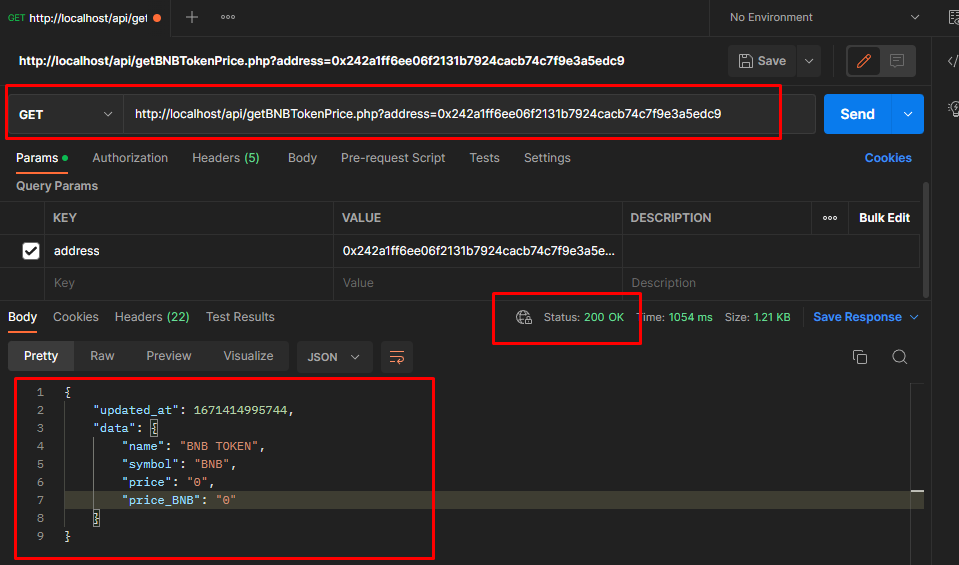 GET http://localhost/api/get
No Environment
http://localhost/api/getBNBTokenPrice.php?address=0x242a1ff6ee06f2131b7924cacb74c7f9e3a5edc9
Save
GET http://localhost/api/getBNBTokenPrice.php?address=0x242a1ff6ee06f2131b7924cacb74c7f9e3a5edc9 Send
Params Authorization Headers (5) Body Pre-request Script Tests Settings Cookies
Query Params
KEY VALUE DESCRIPTION Bulk Edit
address 0x242a1ff6ee06f2131b7924cacb74c7f9e3a5e...
Key Value Description
Body Cookies Headers (22) Test Results Status: 200 OK Time: 1054 ms Size: 1.21 KB Save Response
Pretty Raw Preview Visualize JSON
1 {
2 "updated_at": 1671414995744,
3 "data": {
4 "name": "BNB TOKEN",
5 "symbol": "BNB",
6 "price": "0",
7 "price_BNB": "0"
8 }
9 }